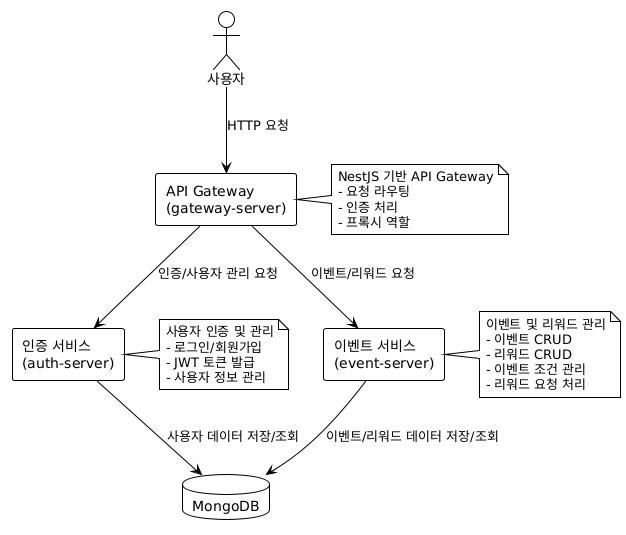 사용자
HTTP 요청
API Gateway
(gateway-server)
NestJS 기반 API Gateway
- 요청 라우팅
- 인증 처리
- 프록시 역할
인증/사용자 관리 요청
이벤트/리워드 요청
인증 서비스
(auth-server)
사용자 인증 및 관리
- 로그인/회원가입
- JWT 토큰 발급
- 사용자 정보 관리
이벤트 서비스
(event-server)
이벤트 및 리워드 관리
- 이벤트 CRUD
- 리워드 CRUD
- 이벤트 조건 관리
- 리워드 요청 처리
사용자 데이터 저장/조회
이벤트/리워드 데이터 저장/조회
MongoDB